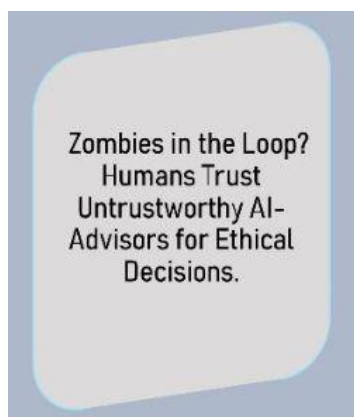 Zombies in the Loop?
Humans Trust
Untrustworthy AI-
Advisors for Ethical
Decisions.